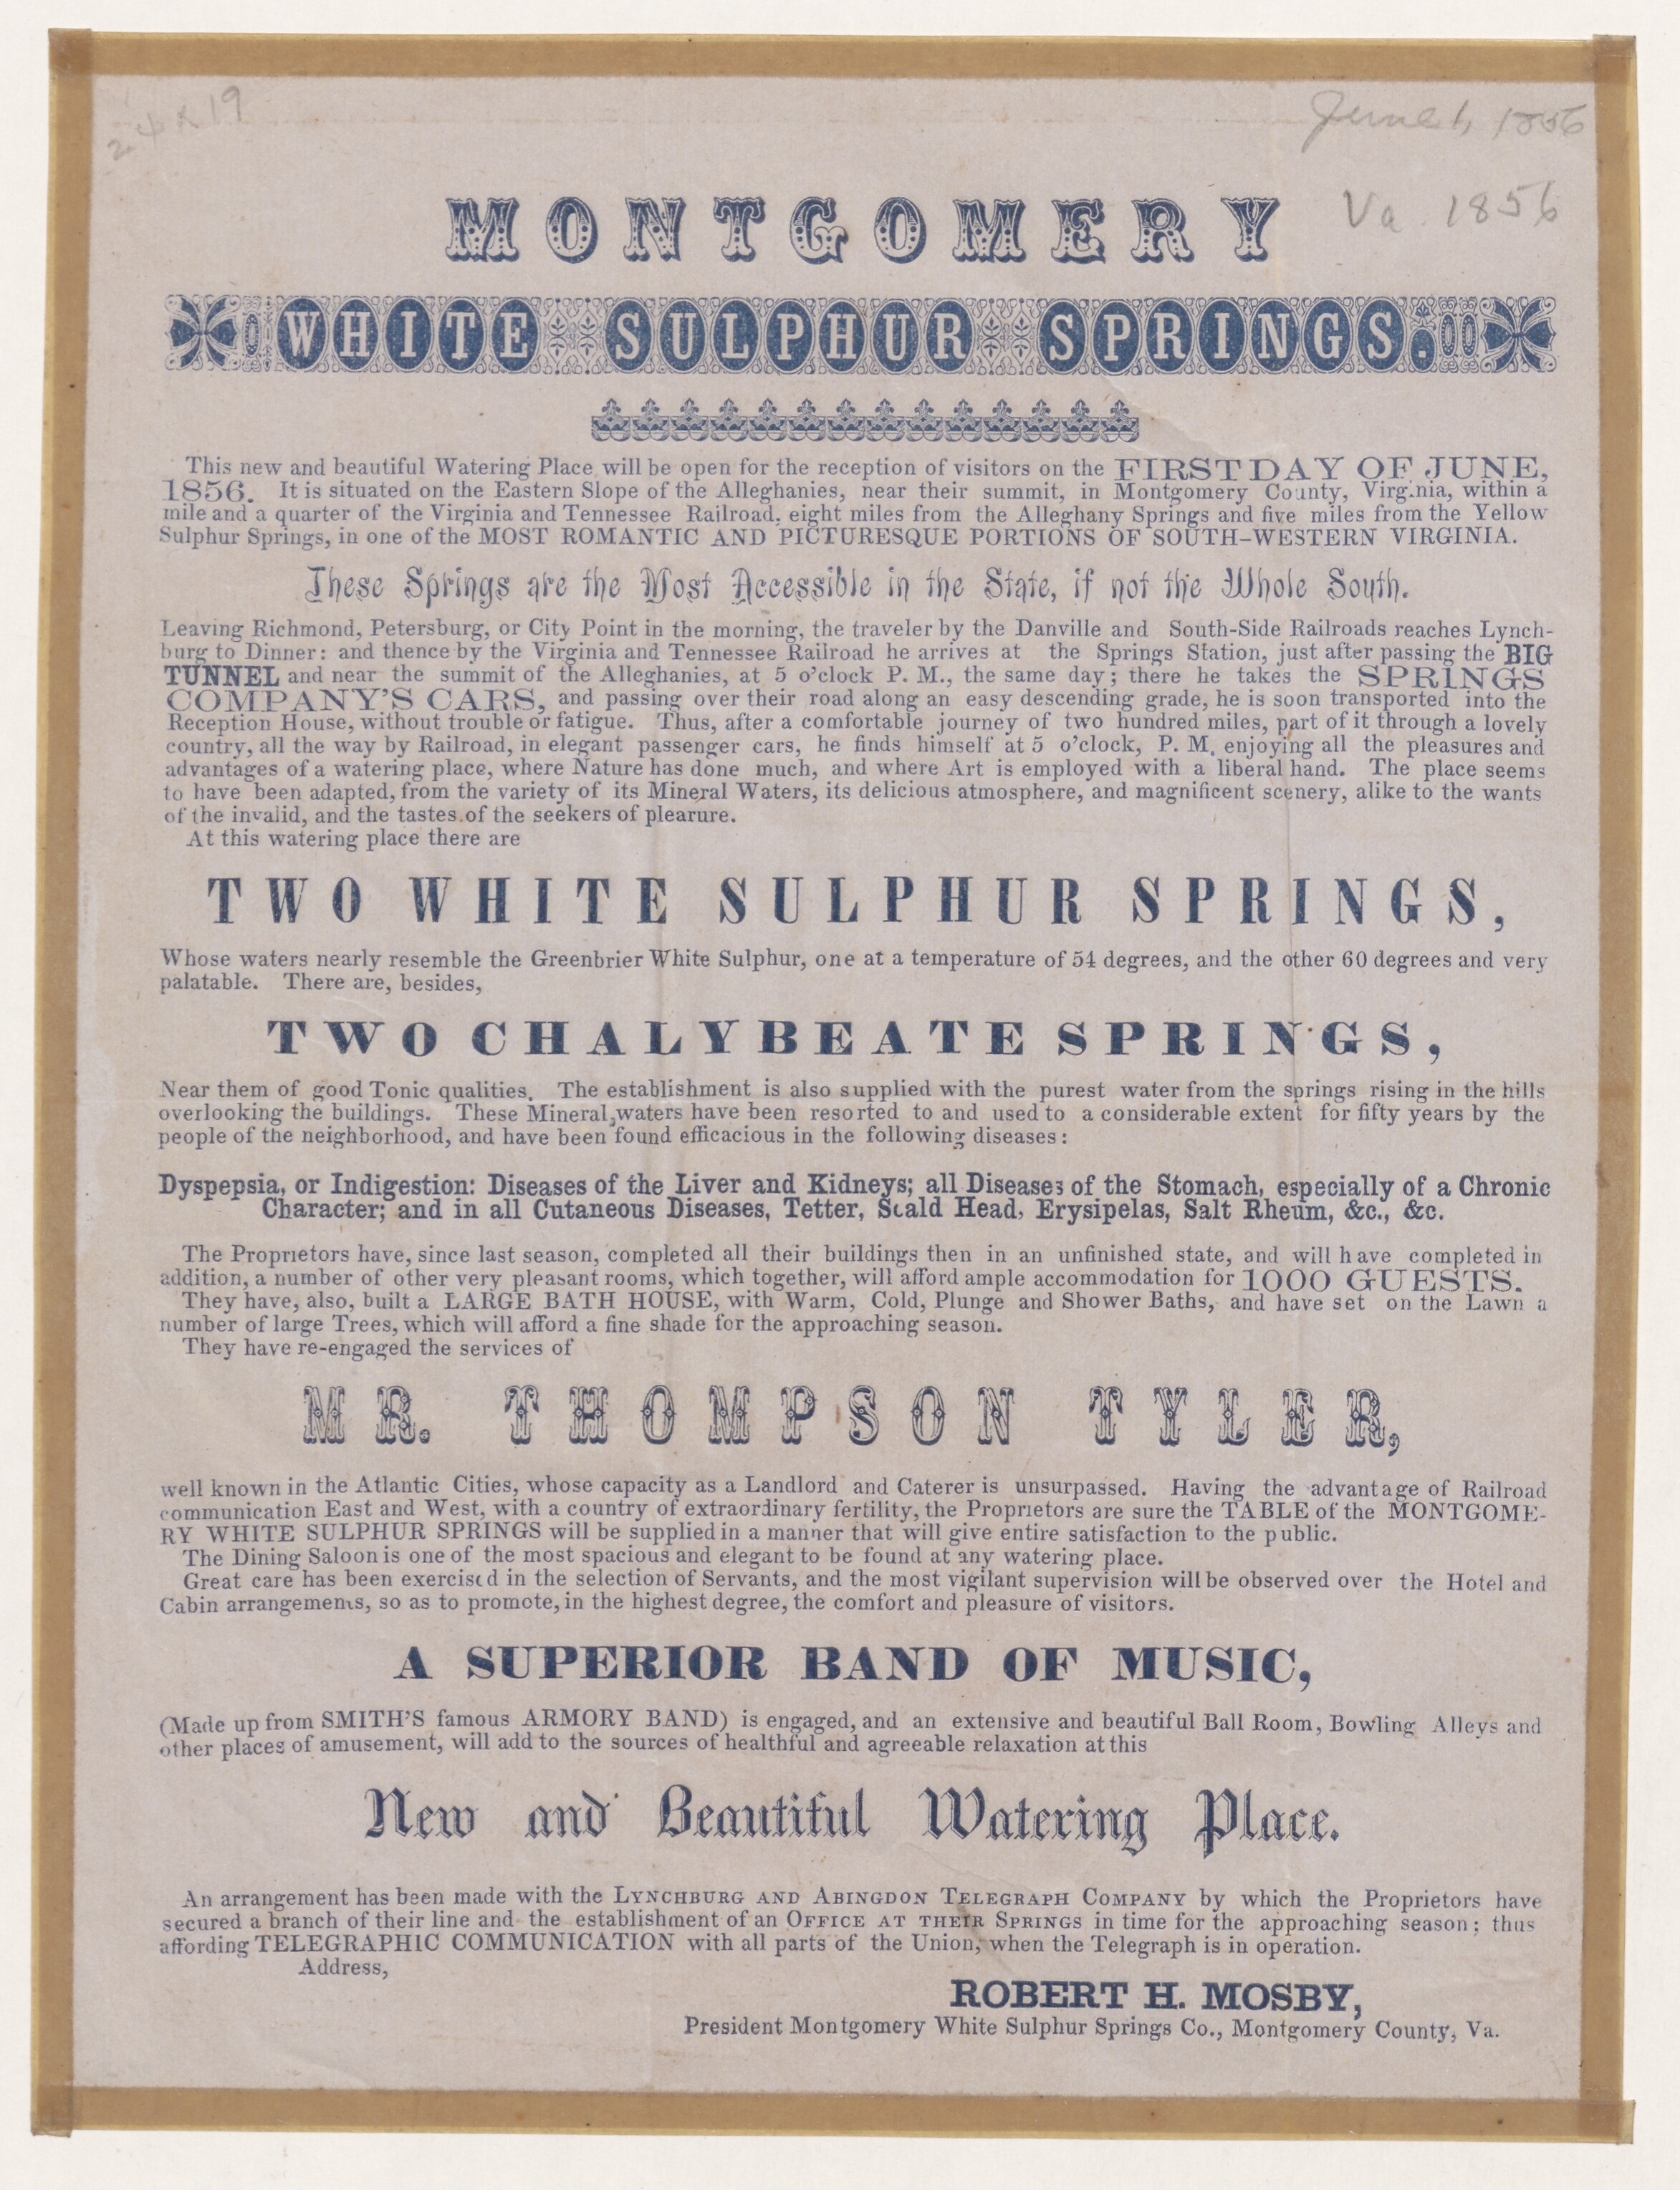 24 x 19
June 1, 1856
MONTGOMERY
Va 1856
WHITE SULPHUR SPRINGS.
This new and beautiful Watering Place will be open for the reception of visitors on the FIRST DAY OF JUNE,
1856. It is situated on the Eastern Slope of the Alleghanies, near their summit, in Montgomery County, Virginia, within a
mile and a quarter of the Virginia and Tennessee Railroad, eight miles from the Alleghany Springs and five miles from the Yellow
Sulphur Springs, in one of the MOST ROMANTIC AND PICTURESQUE PORTIONS OF SOUTH-WESTERN VIRGINIA.
These Springs are the Most Accessible in the State, if not the Whole South.
Leaving Richmond, Petersburg, or City Point in the morning, the traveler by the Danville and South-Side Railroads reaches Lynch-
burg to Dinner: and thence by the Virginia and Tennessee Railroad he arrives at the Springs Station, just after passing the BIG
TUNNEL and near the summit of the Alleghanies, at 5 o'clock P. M., the same day; there he takes the SPRINGS
COMPANY'S CARS, and passing over their road along an easy descending grade, he is soon transported into the
Reception House, without trouble or fatigue. Thus, after a comfortable journey of two hundred miles, part of it through a lovely
country, all the way by Railroad, in elegant passenger cars, he finds himself at 5 o'clock, P. M. enjoying all the pleasures and
advantages of a watering place, where Nature has done much, and where Art is employed with a liberal hand. The place seems
to have been adapted, from the variety of its Mineral Waters, its delicious atmosphere, and magnificent scenery, alike to the wants
of the invalid, and the tastes of the seekers of plearure.
At this watering place there are
TWO WHITE SULPHUR SPRINGS,
Whose waters nearly resemble the Greenbrier White Sulphur, one at a temperature of 54 degrees, and the other 60 degrees and very
palatable. There are, besides,
TWO CHALYBEATE SPRINGS,
Near them of good Tonic qualities. The establishment is also supplied with the purest water from the springs rising in the hills
overlooking the buildings. These Mineral, waters have been resorted to and used to a considerable extent for fifty years by the
people of the neighborhood, and have been found efficacious in the following diseases:
Dyspepsia, or Indigestion: Diseases of the Liver and Kidneys; all Diseases of the Stomach, especially of a Chronic
Character; and in all Cutaneous Diseases, Tetter, Scald Head, Erysipelas, Salt Rheum, &c., &c.
The Proprietors have, since last season, completed all their buildings then in an unfinished state, and will have completed in
addition, a number of other very pleasant rooms, which together, will afford ample accommodation for 1000 GUESTS.
They have, also, built a LARGE BATH HOUSE, with Warm, Cold, Plunge and Shower Baths, and have set on the Lawn a
number of large Trees, which will afford a fine shade for the approaching season.
They have re-engaged the services of
MR. THOMPSON TYLER,
well known in the Atlantic Cities, whose capacity as a Landlord and Caterer is unsurpassed. Having the advantage of Railroad
communication East and West, with a country of extraordinary fertility, the Proprietors are sure the TABLE of the MONTGOME-
RY WHITE SULPHUR SPRINGS will be supplied in a manner that will give entire satisfaction to the public.
The Dining Saloon is one of the most spacious and elegant to be found at any watering place.
Great care has been exercised in the selection of Servants, and the most vigilant supervision will be observed over the Hotel and
Cabin arrangements, so as to promote, in the highest degree, the comfort and pleasure of visitors.
A SUPERIOR BAND OF MUSIC,
(Made up from SMITH'S famous ARMORY BAND) is engaged, and an extensive and beautiful Ball Room, Bowling Alleys and
other places of amusement, will add to the sources of healthful and agreeable relaxation at this
New and Beautiful Watering Place.
An arrangement has been made with the LYNCHBURG AND ABINGDON TELEGRAPH COMPANY by which the Proprietors have
secured a branch of their line and the establishment of an OFFICE AT THEIR SPRINGS in time for the approaching season; thus
affording TELEGRAPHIC COMMUNICATION with all parts of the Union, when the Telegraph is in operation.
Address,
ROBERT H. MOSBY,
President Montgomery White Sulphur Springs Co., Montgomery County, Va.